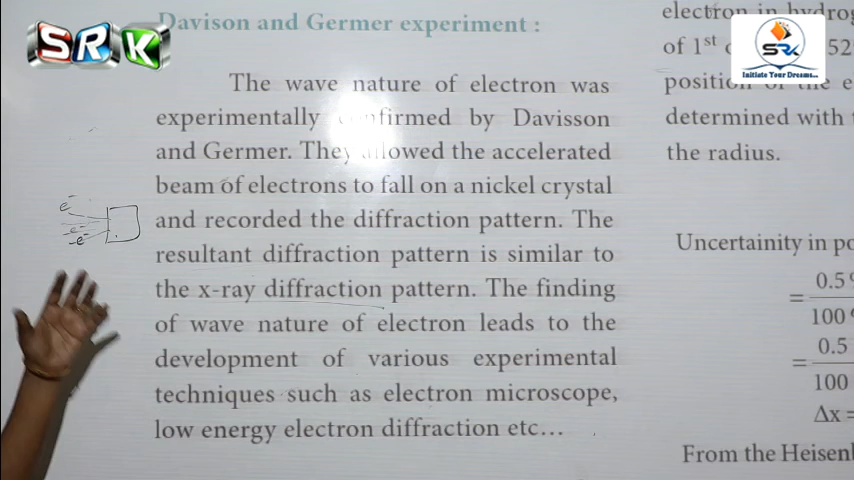 SRK
Davison and Germer experiment :
The wave nature of electron was
experimentally confirmed by Davisson
and Germer. They allowed the accelerated
beam of electrons to fall on a nickel crystal
and recorded the diffraction pattern. The
resultant diffraction pattern is similar to
the x-ray diffraction pattern. The finding
of wave nature of electron leads to the
development of various experimental
techniques such as electron microscope,
low energy electron diffraction etc...
e⁻
e⁻
e⁻
SRK
Initiate Your Dreams...
electron in
of 1st
determined with
the radius.
Uncertainity in
= 0.5
100
= 0.5
100
Δx =
From the